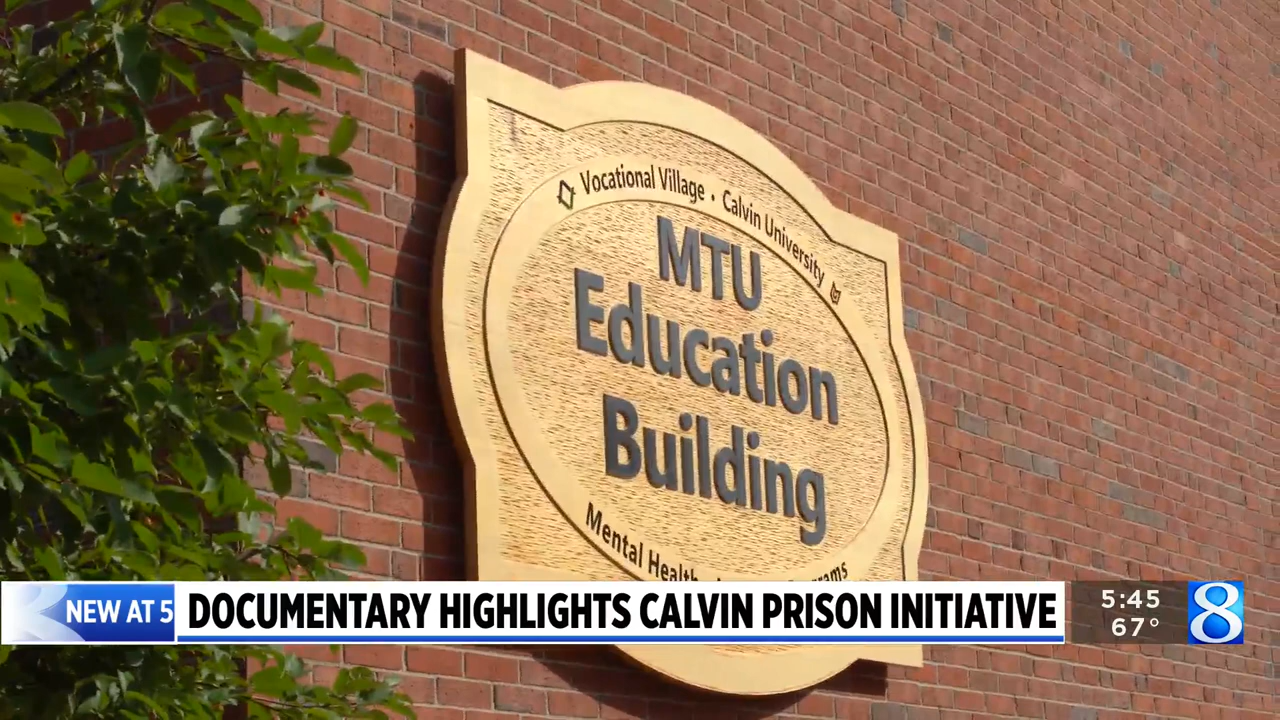 Vocational Village • Calvin University
MTU
Education
Building
Mental Health
NEW AT 5
DOCUMENTARY HIGHLIGHTS CALVIN PRISON INITIATIVE
5:45
67°
8